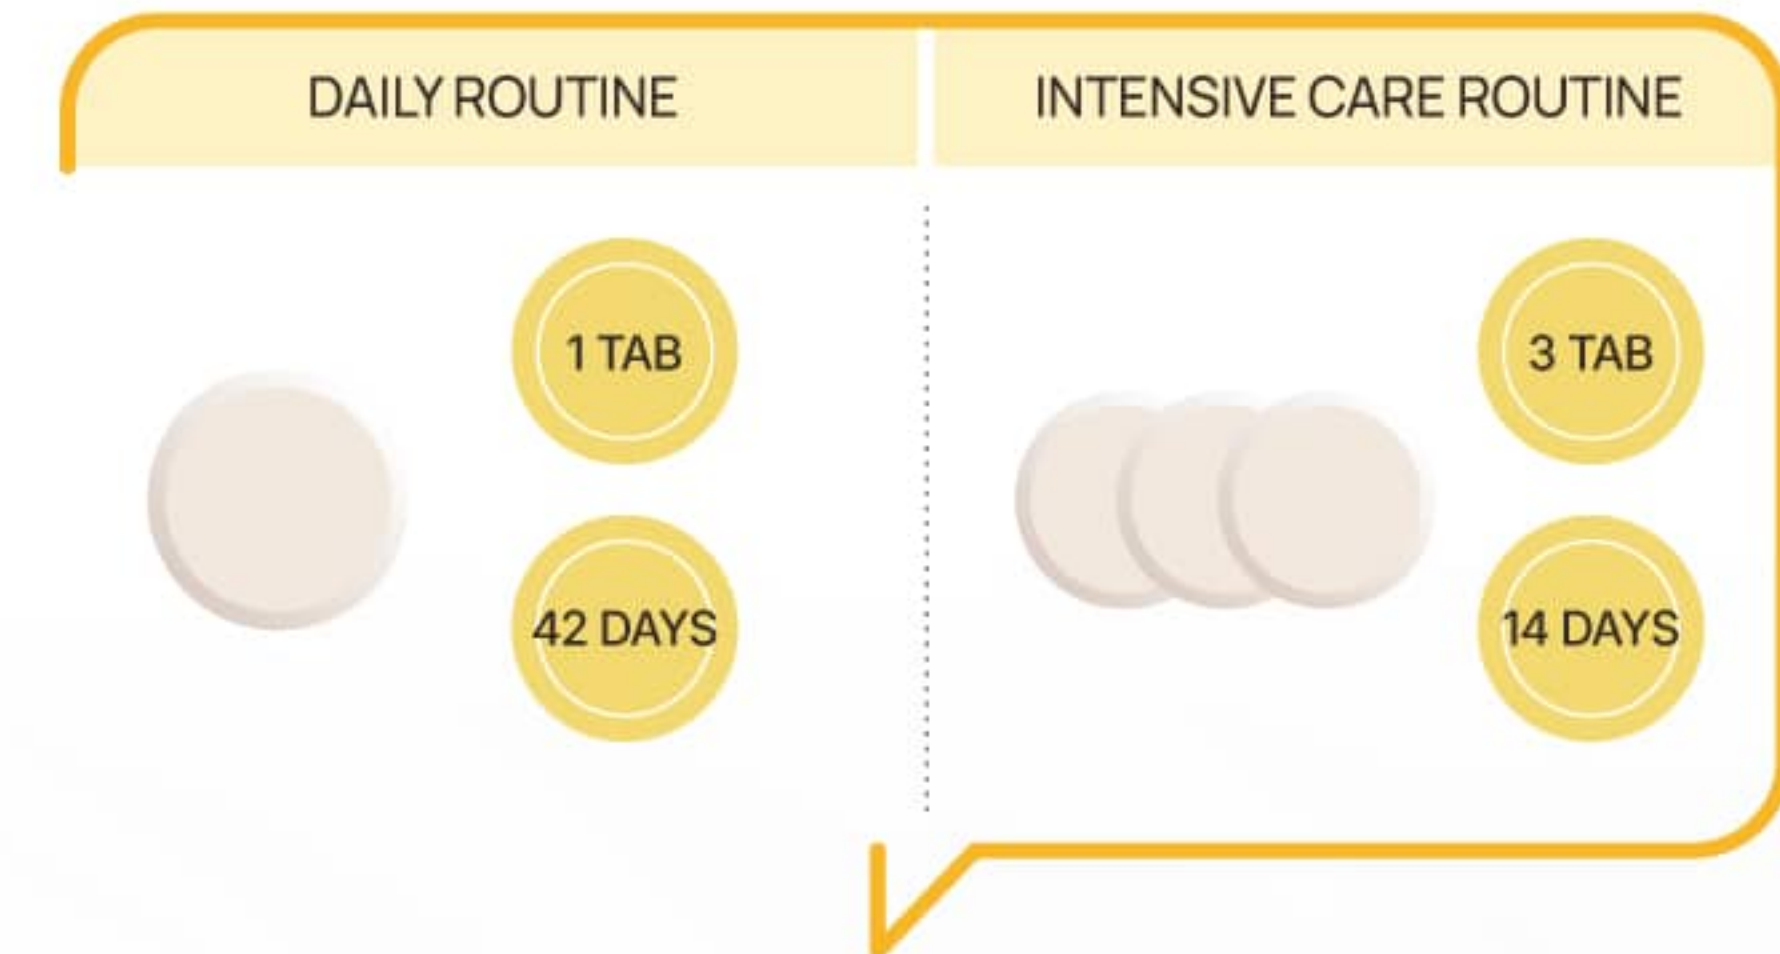 DAILY ROUTINE
1 TAB
42 DAYS
INTENSIVE CARE ROUTINE
3 TAB
14 DAYS